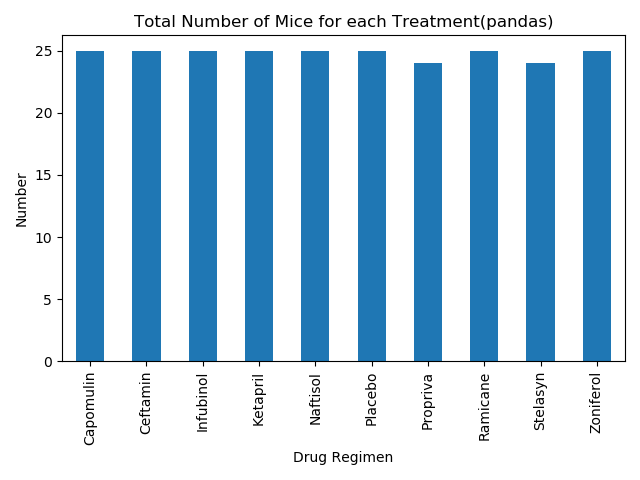 Total Number of Mice for each Treatment(pandas)
25
20
15
10
5
0
Number
Capomulin
Ceftamin
Infubinol
Ketapril
Naftisol
Placebo
Propriva
Ramicane
Stelasyn
Zoniferol
Drug Regimen